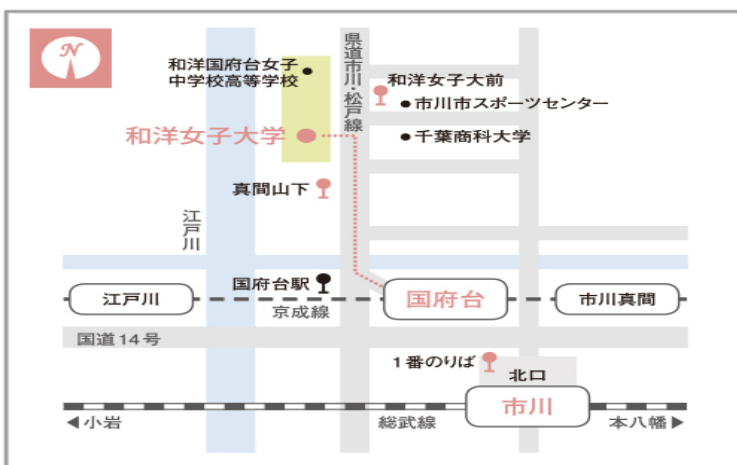 N
和洋国府台女子
中学校高等学校
県道市川・松戸線
和洋女子大前
市川市スポーツセンター
和洋女子大学
千葉商科大学
真間山下
江戸川
国府台駅
江戸川
京成線
国府台
市川真間
国道14号
1番のりば
北口
市川
◀小岩
総武線
本八幡▶